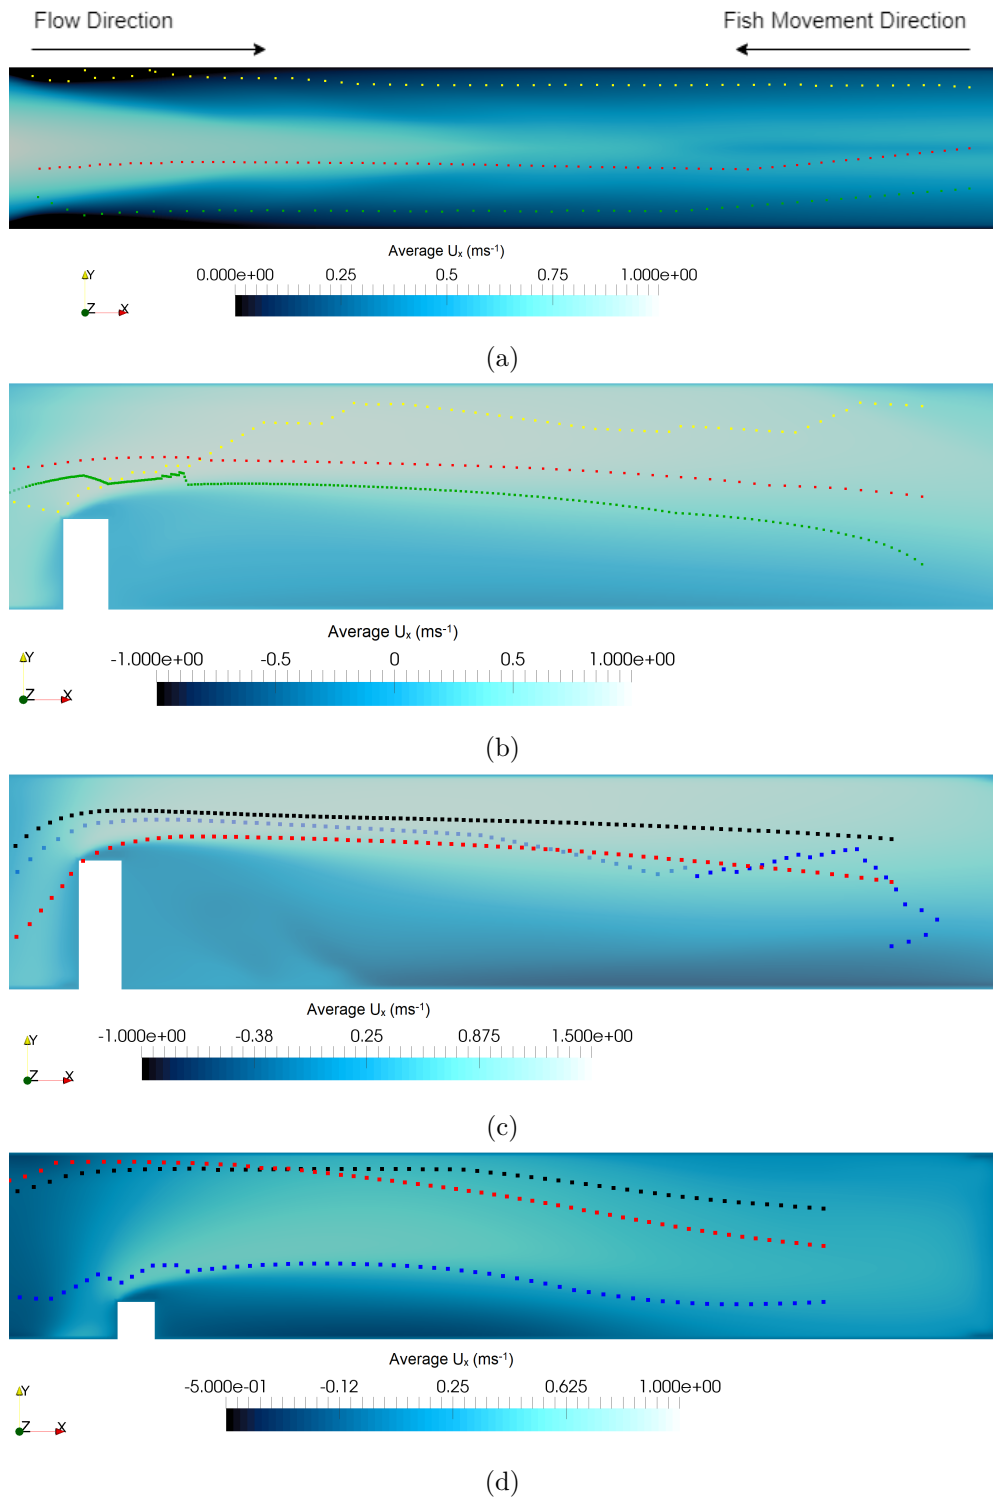 Flow Direction Fish Movement Direction
Average Uₓ (ms⁻¹)
0.000e+00 0.25 0.5 0.75 1.000e+00
Y
Z X
(a)
Average Uₓ (ms⁻¹)
-1.000e+00 -0.5 0 0.5 1.000e+00
Y
Z X
(b)
Average Uₓ (ms⁻¹)
-1.000e+00 -0.38 0.25 0.875 1.500e+00
Y
Z X
(c)
Average Uₓ (ms⁻¹)
-5.000e-01 -0.12 0.25 0.625 1.000e+00
Y
Z X
(d)